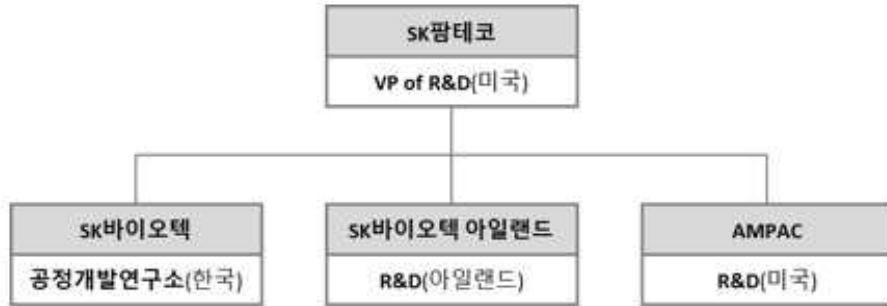 SK팜테코
VP of R&D(미국)
SK바이오텍
공정개발연구소(한국)
SK바이오텍 아일랜드
R&D(아일랜드)
AMPAC
R&D(미국)